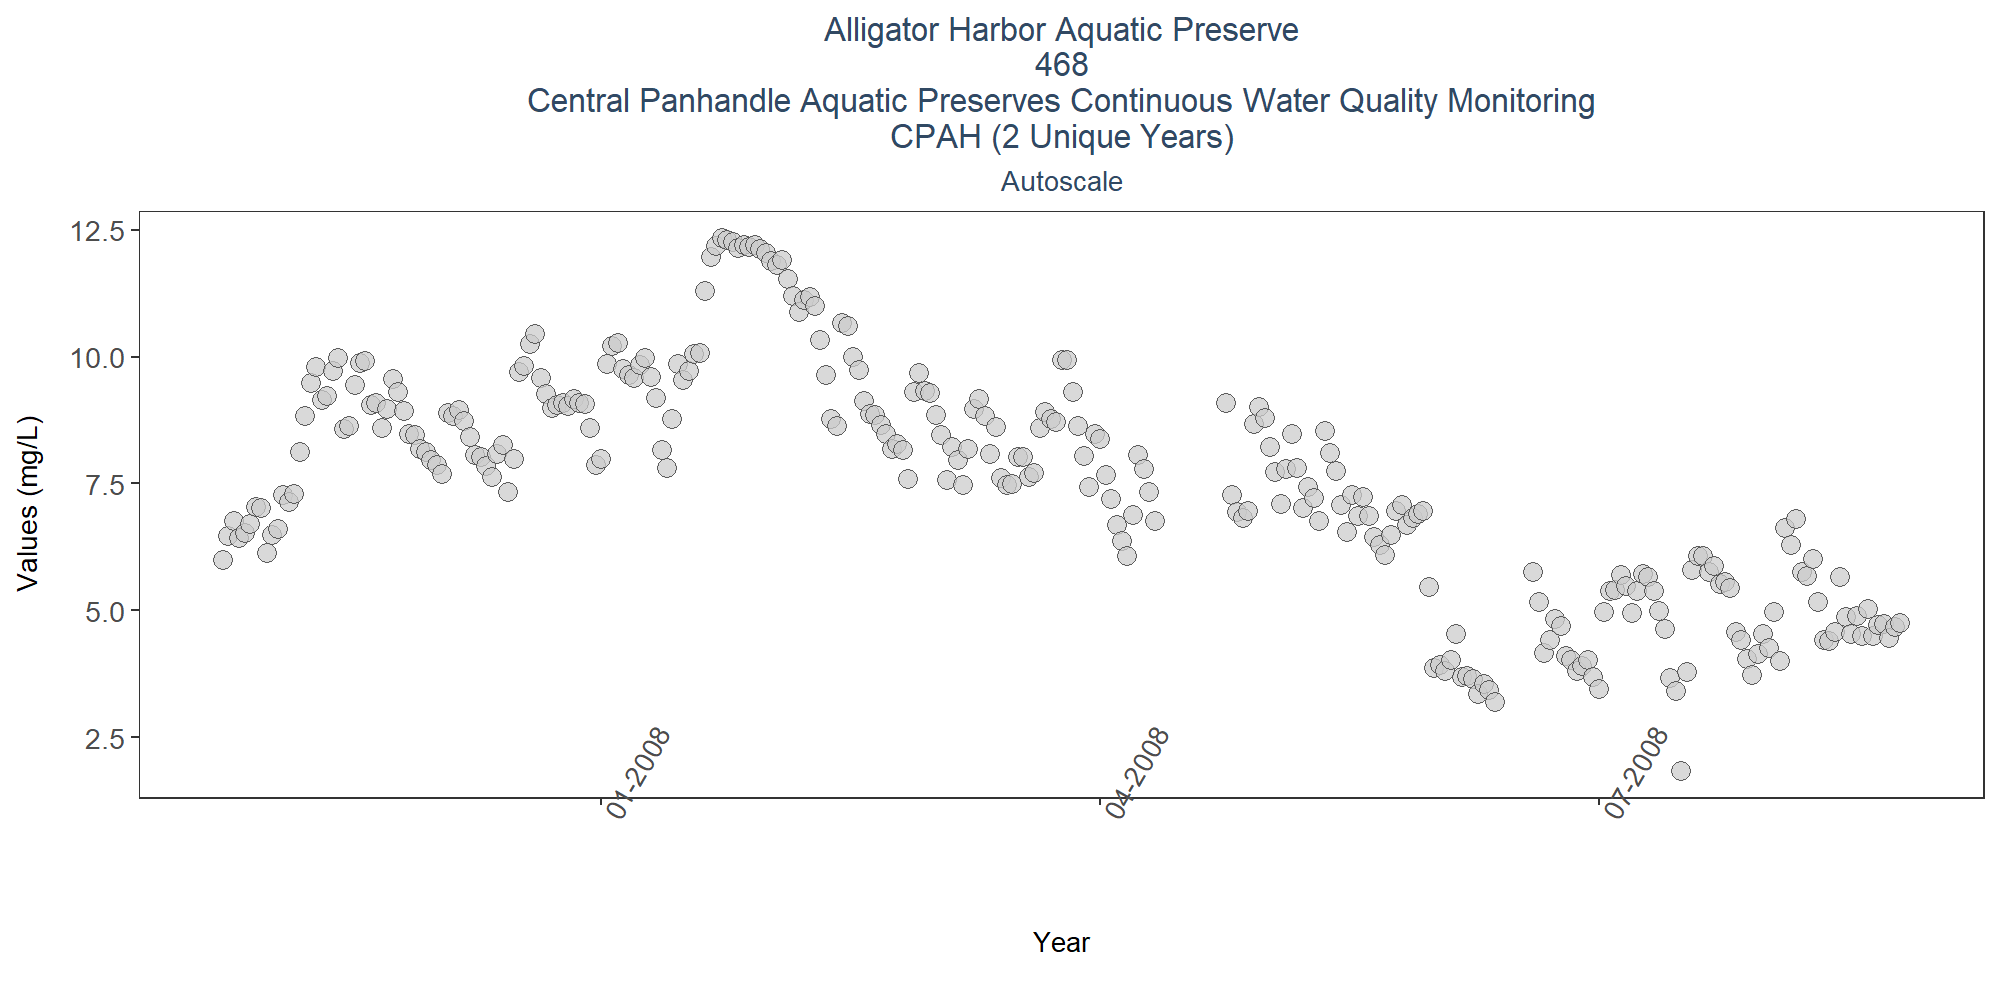 Alligator Harbor Aquatic Preserve
468
Central Panhandle Aquatic Preserves Continuous Water Quality Monitoring
CPAH (2 Unique Years)
Autoscale
Values (mg/L)
12.5
10.0
7.5
5.0
2.5
01-2008
04-2008
07-2008
Year